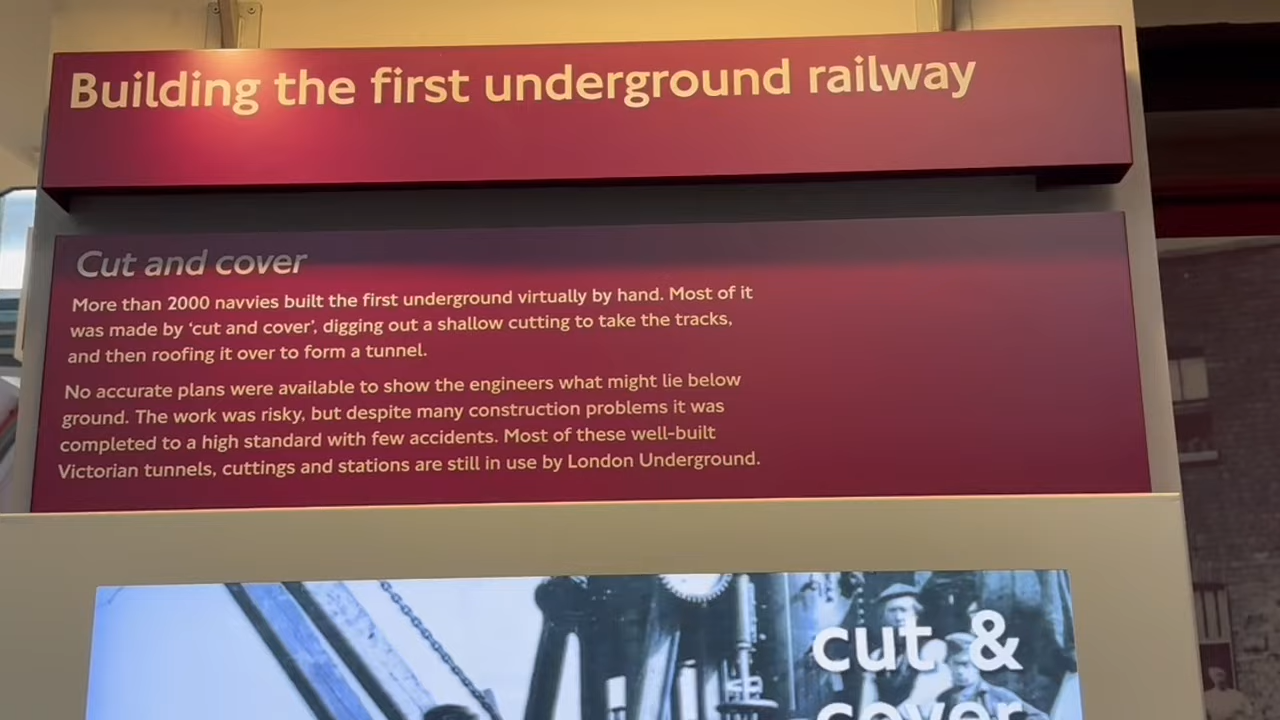 Building the first underground railway
Cut and cover
More than 2000 navvies built the first underground virtually by hand. Most of it
was made by ‘cut and cover’, digging out a shallow cutting to take the tracks,
and then roofing it over to form a tunnel.
No accurate plans were available to show the engineers what might lie below
ground. The work was risky, but despite many construction problems it was
completed to a high standard with few accidents. Most of these well-built
Victorian tunnels, cuttings and stations are still in use by London Underground.
cut &
cover